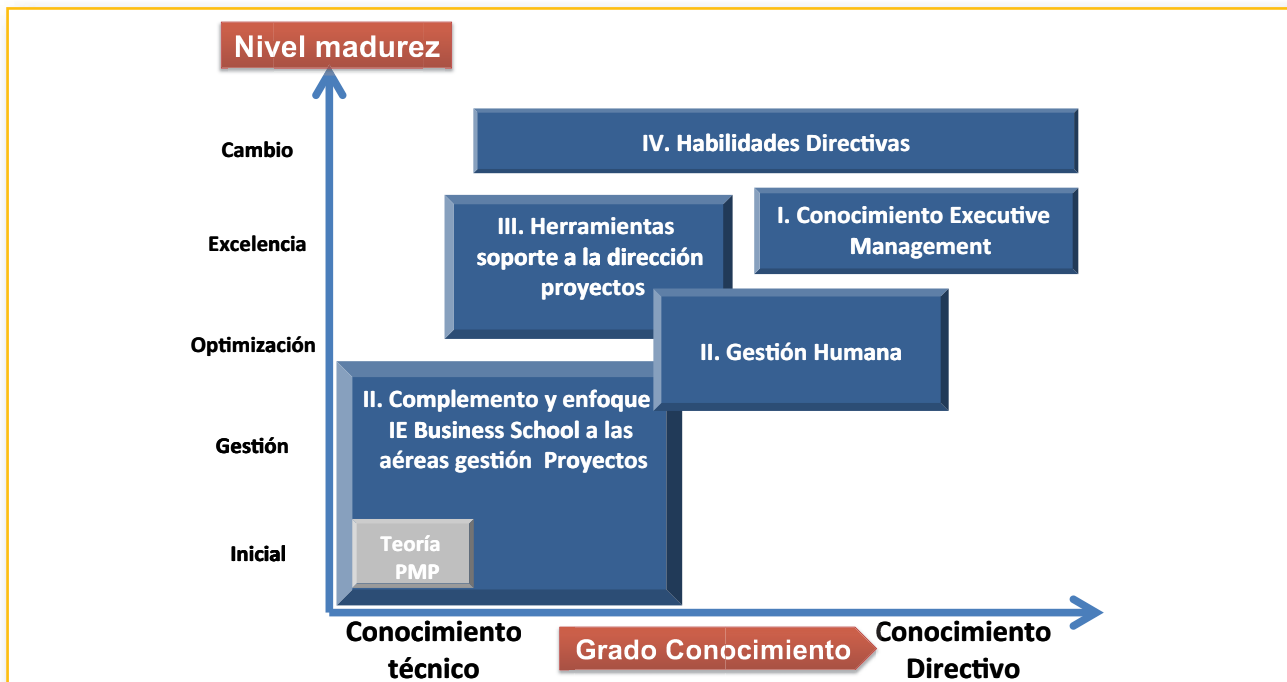 Nivel madurez
Cambio
IV. Habilidades Directivas
Excelencia
III. Herramientas
soporte a la dirección
proyectos
I. Conocimiento Executive
Management
Optimización
II. Gestión Humana
Gestión
II. Complemento y enfoque
IE Business School a las
aéreas gestión Proyectos
Inicial
Teoría
PMP
Conocimiento
técnico
Grado Conocimiento
Conocimiento
Directivo